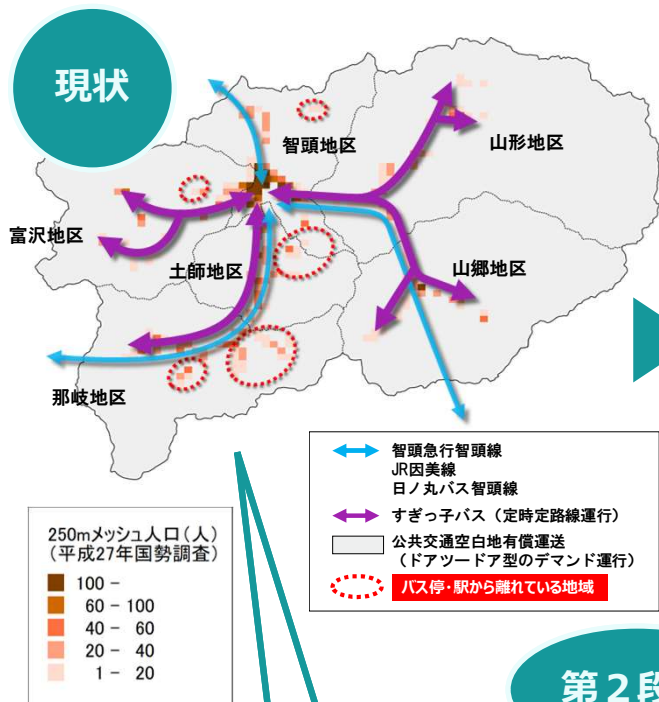 現状
智頭地区
山形地区
富沢地区
土師地区
山郷地区
那岐地区
智頭急行智頭線
JR因美線
日ノ丸バス智頭線
すぎっ子バス（定時定路線運行）
公共交通空白地有償運送
（ドアツードア型のデマンド運行）
バス停・駅から離れている地域
250mメッシュ人口(人)
(平成27年国勢調査)
100 -
60 - 100
40 - 60
20 - 40
1 - 20
第２段